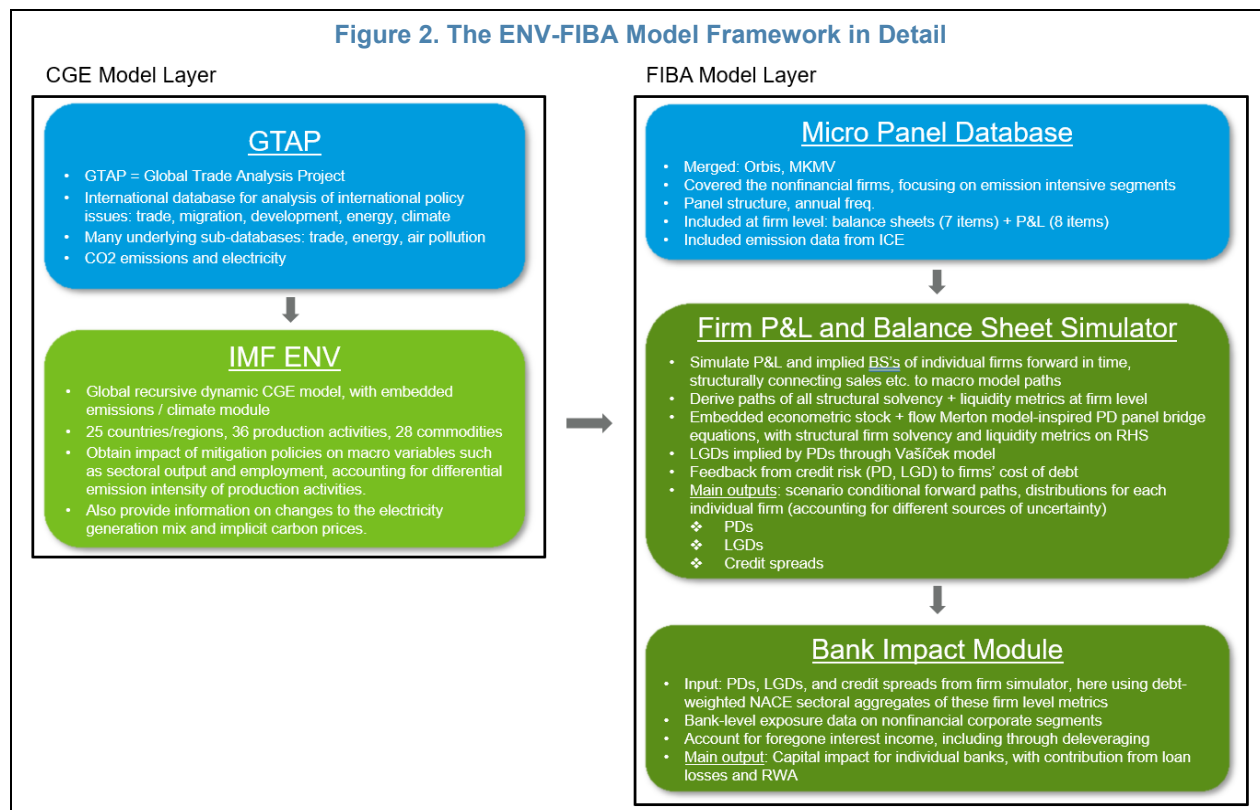 Figure 2. The ENV-FIBA Model Framework in Detail
CGE Model Layer
GTAP
• GTAP = Global Trade Analysis Project
• International database for analysis of international policy
issues: trade, migration, development, energy, climate
• Many underlying sub-databases: trade, energy, air pollution
• CO2 emissions and electricity
IMF ENV
• Global recursive dynamic CGE model, with embedded
emissions / climate module
• 25 countries/regions, 36 production activities, 28 commodities
• Obtain impact of mitigation policies on macro variables such
as sectoral output and employment, accounting for differential
emission intensity of production activities.
• Also provide information on changes to the electricity
generation mix and implicit carbon prices.
FIBA Model Layer
Micro Panel Database
• Merged: Orbis, MKMV
• Covered the nonfinancial firms, focusing on emission intensive segments
• Panel structure, annual freq.
• Included at firm level: balance sheets (7 items) + P&L (8 items)
• Included emission data from ICE
Firm P&L and Balance Sheet Simulator
• Simulate P&L and implied BS's of individual firms forward in time,
structurally connecting sales etc. to macro model paths
• Derive paths of all structural solvency + liquidity metrics at firm level
• Embedded econometric stock + flow Merton model-inspired PD panel bridge
equations, with structural firm solvency and liquidity metrics on RHS
• LGDs implied by PDs through Vašíček model
• Feedback from credit risk (PD, LGD) to firms' cost of debt
• Main outputs: scenario conditional forward paths, distributions for each
individual firm (accounting for different sources of uncertainty)
❖ PDs
❖ LGDs
❖ Credit spreads
Bank Impact Module
• Input: PDs, LGDs, and credit spreads from firm simulator, here using debt-
weighted NACE sectoral aggregates of these firm level metrics
• Bank-level exposure data on nonfinancial corporate segments
• Account for foregone interest income, including through deleveraging
• Main output: Capital impact for individual banks, with contribution from loan
losses and RWA